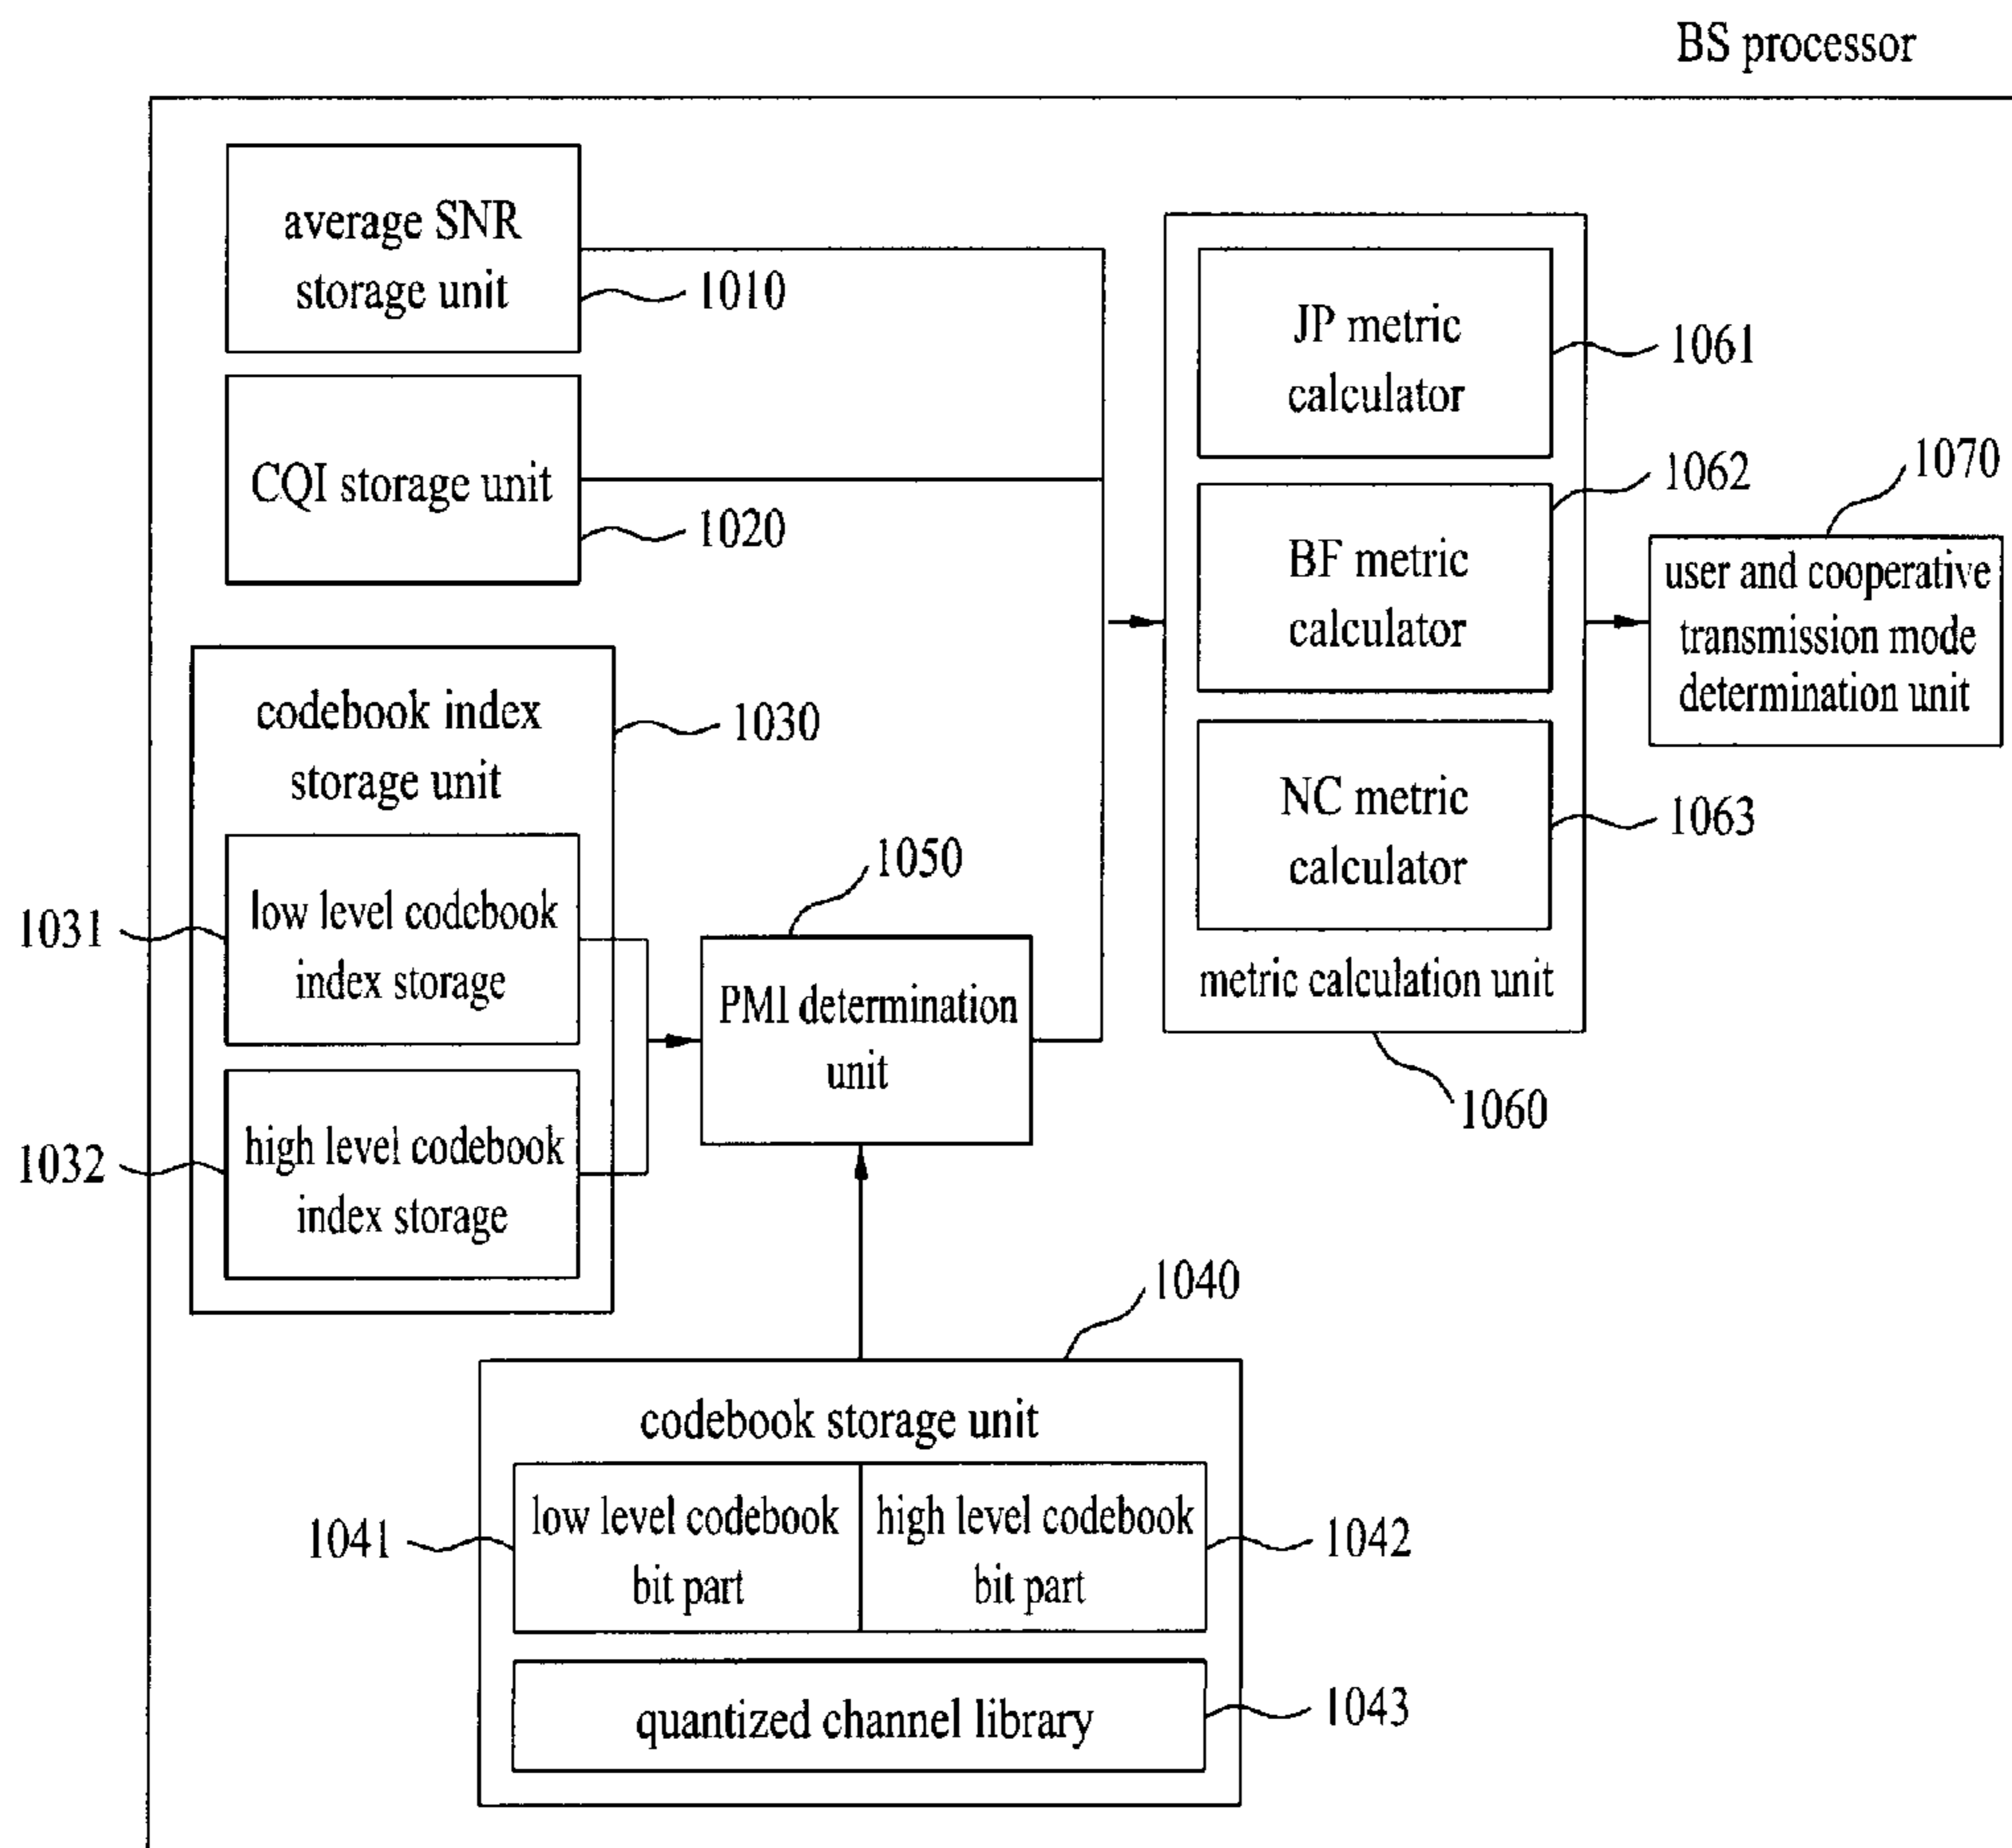 BS processor
average SNR
storage unit
1010
CQI storage unit
1020
codebook index
storage unit
1030
low level codebook
index storage
1031
high level codebook
index storage
1032
PMI determination
unit
1050
JP metric
calculator
1061
BF metric
calculator
1062
NC metric
calculator
1063
metric calculation unit
1060
1070
user and cooperative
transmission mode
determination unit
1040
codebook storage unit
low level codebook
bit part
1041
high level codebook
bit part
1042
quantized channel library
1043